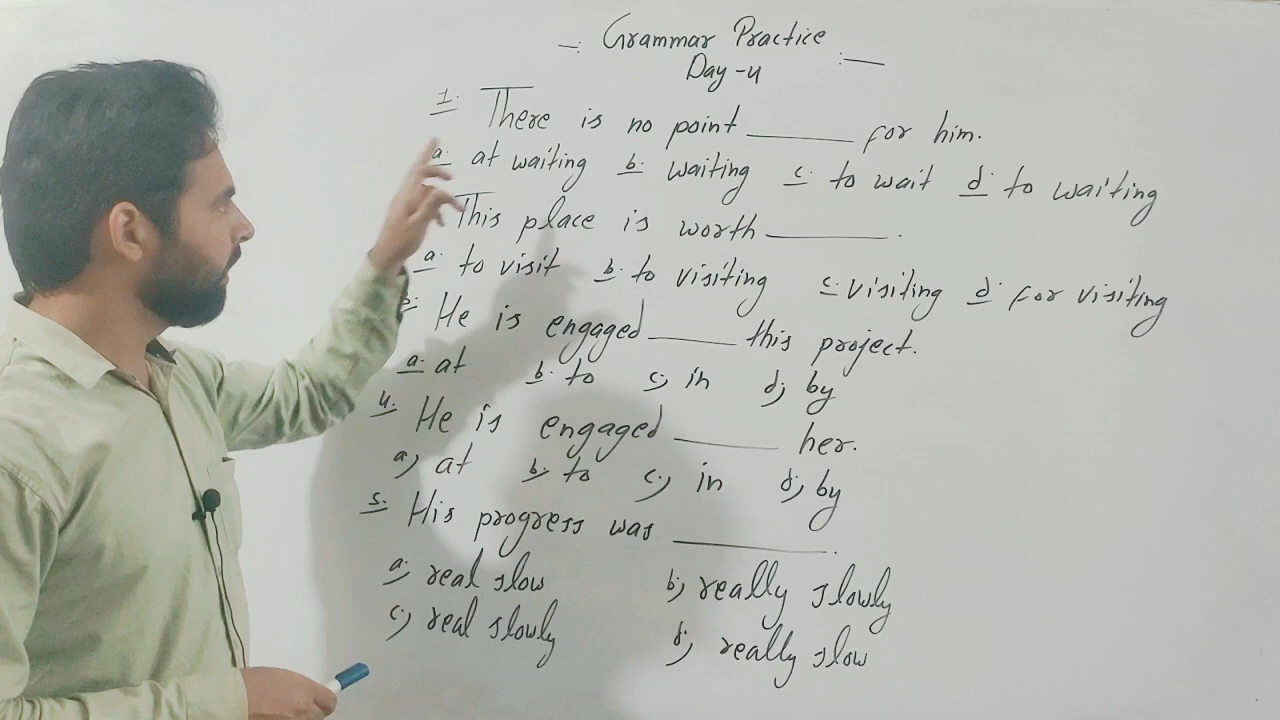 -: Grammar Practice :-
Day-4
1. There is no point ______ for him.
a. at waiting b. waiting c. to wait d. to waiting
This place is worth ______.
a. to visit b. to visiting c. visiting d. for visiting
He is engaged ______ this project.
a. at b. to c) in d) by
4. He is engaged ______ her.
a) at b) to c) in d) by
5. His progress was ______.
a) real slow b) really slowly
c) real slowly d) really slow